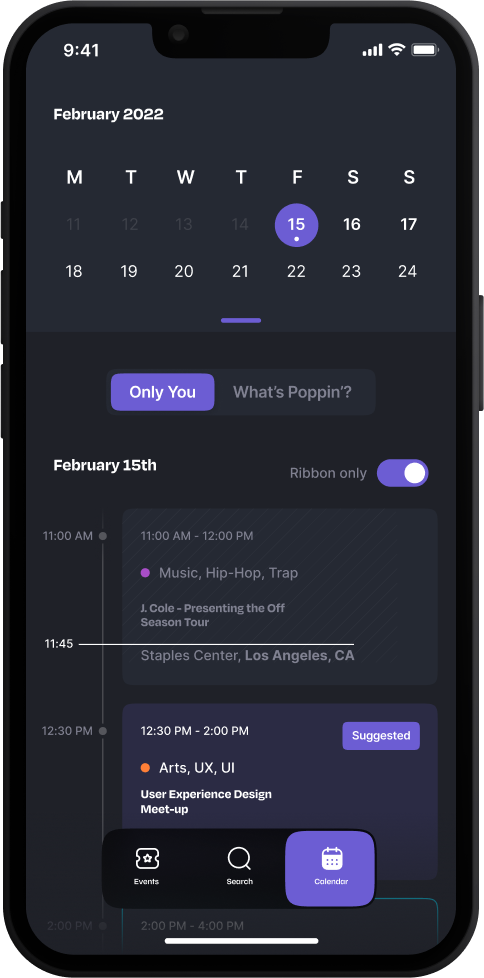 9:41
February 2022
M T W T F S S
11 12 13 14 15 16 17
18 19 20 21 22 23 24
Only You What's Poppin'?
February 15th
Ribbon only
11:00 AM 11:00 AM - 12:00 PM
Music, Hip-Hop, Trap
J. Cole - Presenting the Off
Season Tour
11:45
Staples Center, Los Angeles, CA
12:30 PM 12:30 PM - 2:00 PM Suggested
Arts, UX, UI
User Experience Design
Meet-up
Events Search Calendar
2:00 PM 2:00 PM - 4:00 PM